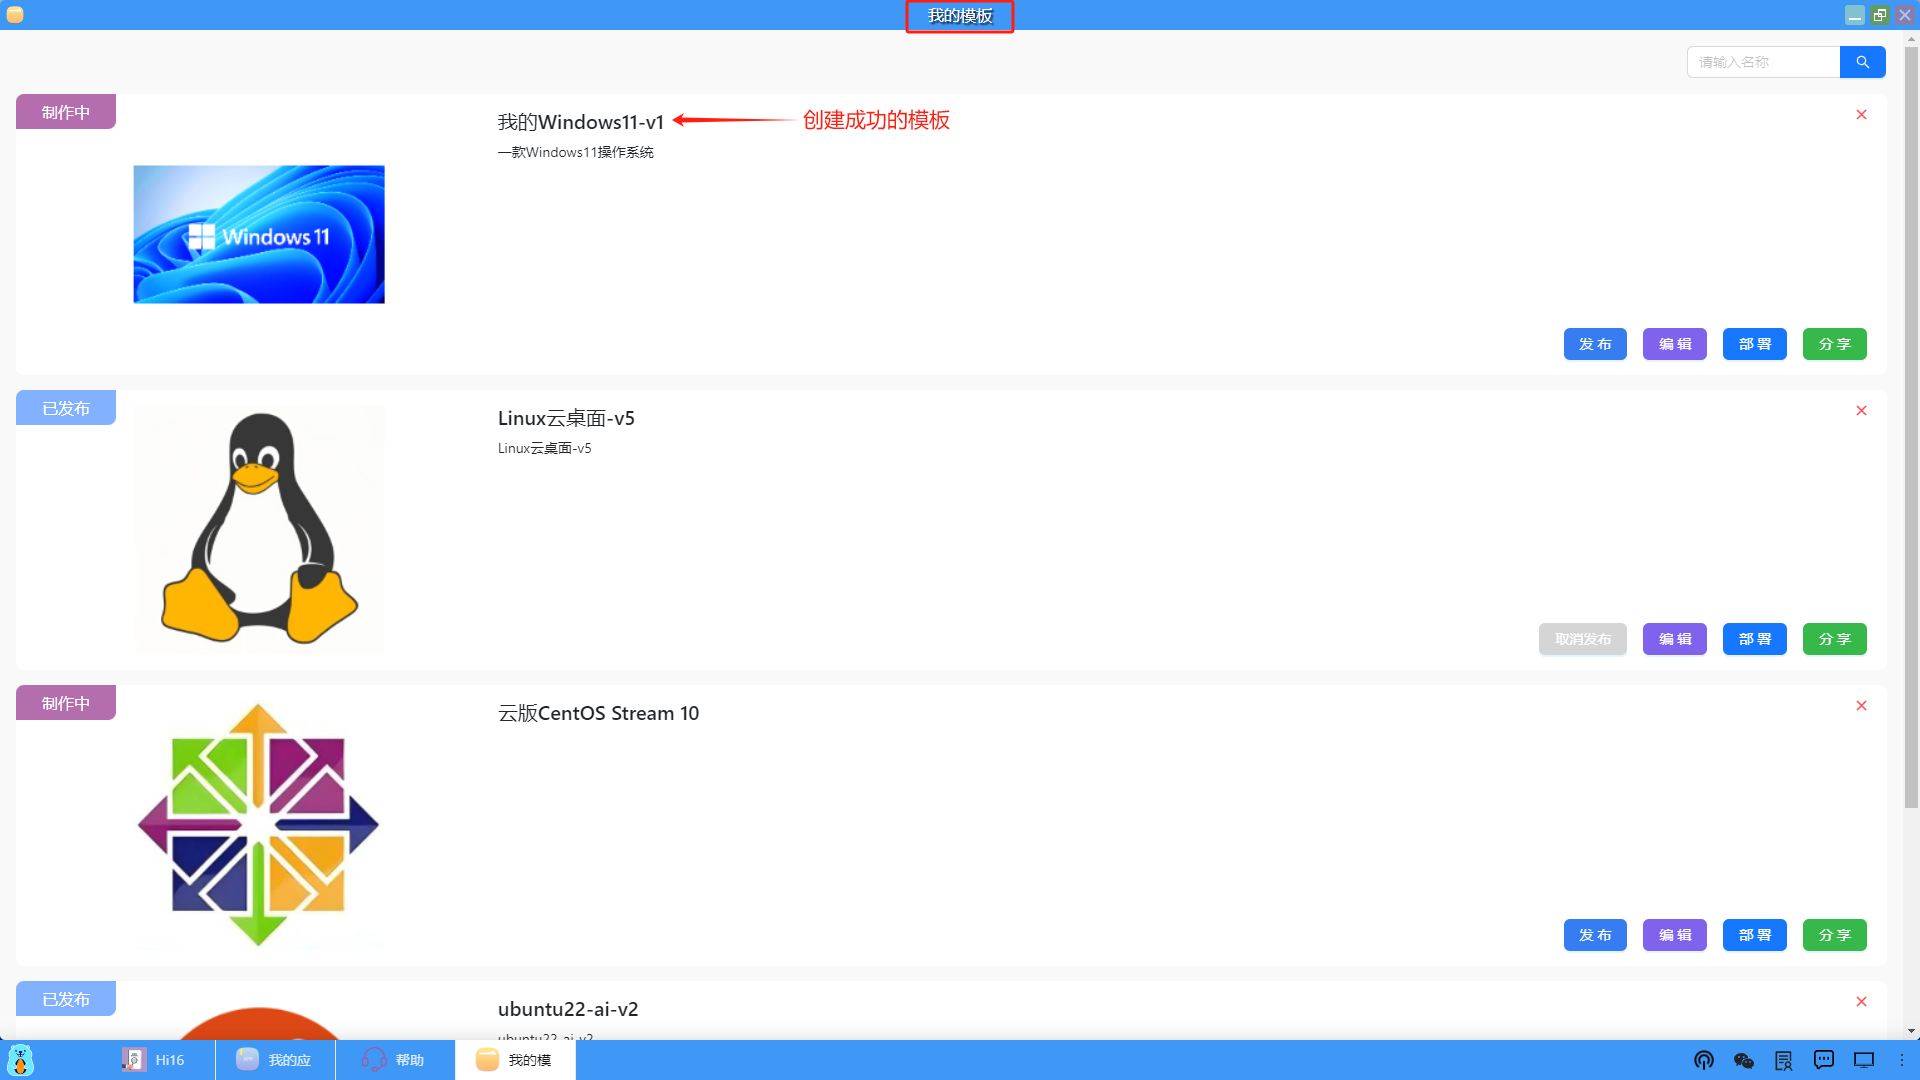 我的模板
请输入名称
制作中
我的Windows11-v1
创建成功的模板
一款Windows11操作系统
Windows 11
发 布
编 辑
部 署
分 享
已发布
Linux云桌面-v5
Linux云桌面-v5
取消发布
编 辑
部 署
分 享
制作中
云版CentOS Stream 10
发 布
编 辑
部 署
分 享
已发布
ubuntu22-ai-v2
ubuntu22-ai-v2
Hi16
我的应
帮助
我的模